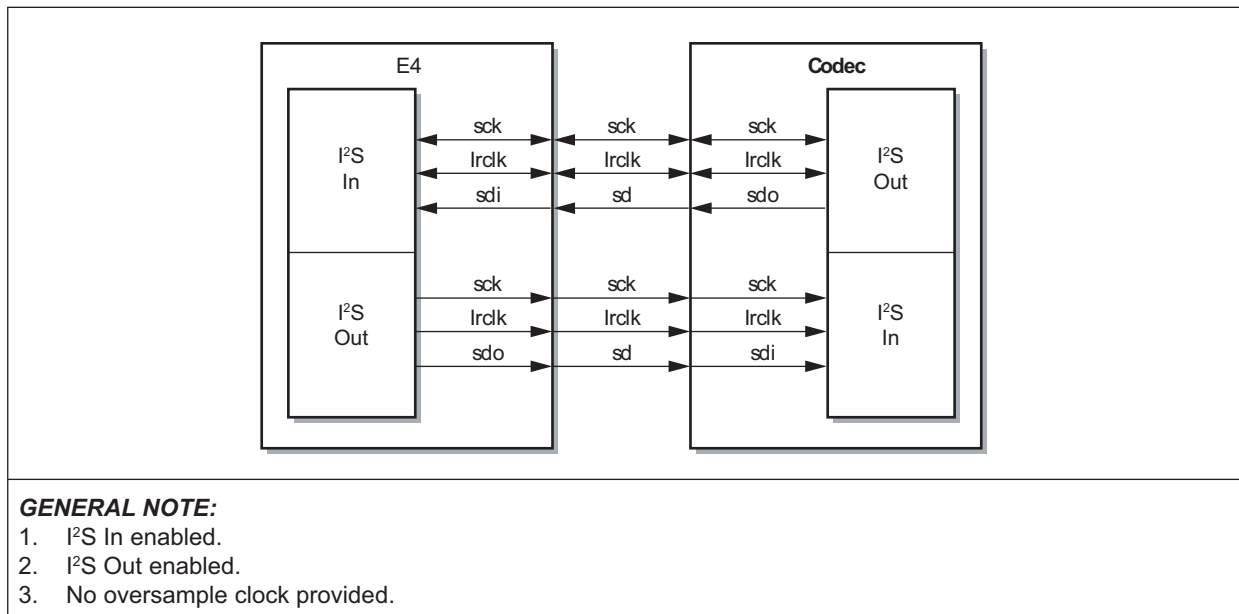 E4
Codec
I²S
In
sck
sck
sck
lrclk
lrclk
lrclk
sdi
sd
sdo
I²S
Out
I²S
Out
sck
sck
sck
lrclk
lrclk
lrclk
sdo
sd
sdi
I²S
In
GENERAL NOTE:
1. I²S In enabled.
2. I²S Out enabled.
3. No oversample clock provided.